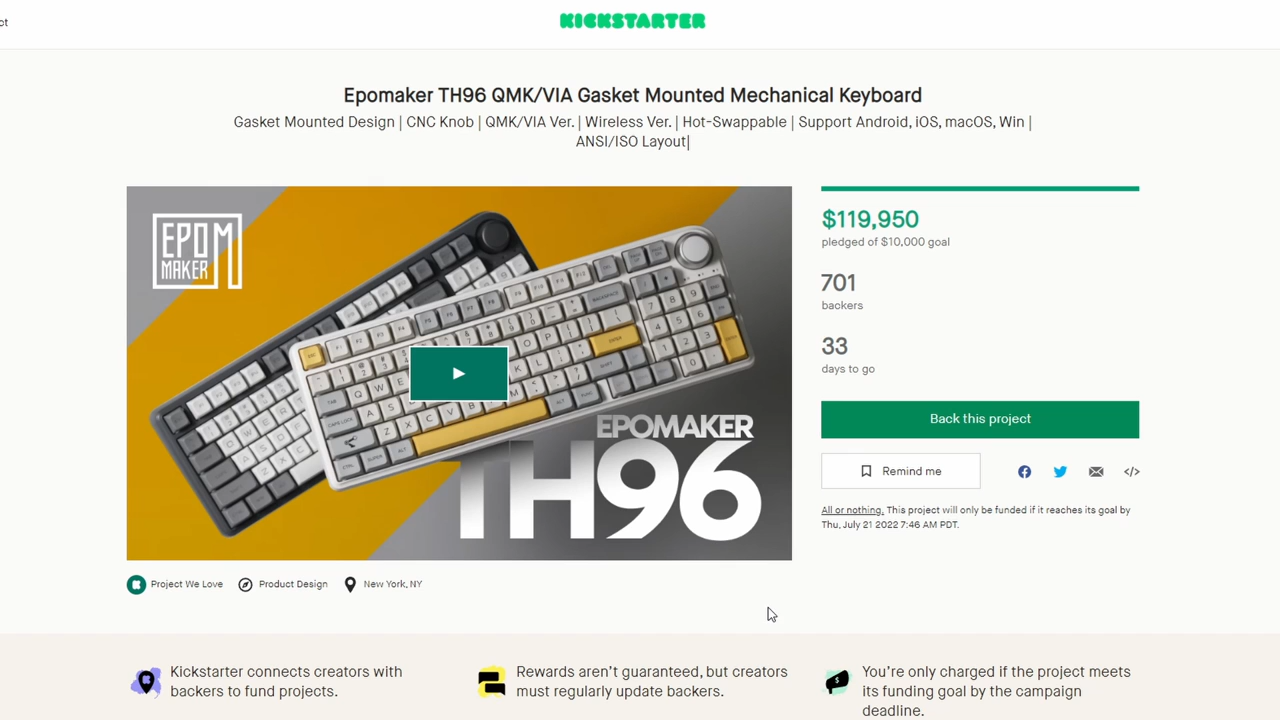 ct
KICKSTARTER
Epomaker TH96 QMK/VIA Gasket Mounted Mechanical Keyboard
Gasket Mounted Design | CNC Knob | QMK/VIA Ver. | Wireless Ver. | Hot-Swappable | Support Android, iOS, macOS, Win |
ANSI/ISO Layout|
EPOM
MAKER
EPOMAKER
TH96
$119,950
pledged of $10,000 goal
701
backers
33
days to go
Back this project
Remind me
All or nothing. This project will only be funded if it reaches its goal by
Thu, July 21 2022 7:46 AM PDT.
Project We Love
Product Design
New York, NY
Kickstarter connects creators with
backers to fund projects.
Rewards aren't guaranteed, but creators
must regularly update backers.
You're only charged if the project meets
its funding goal by the campaign
deadline.